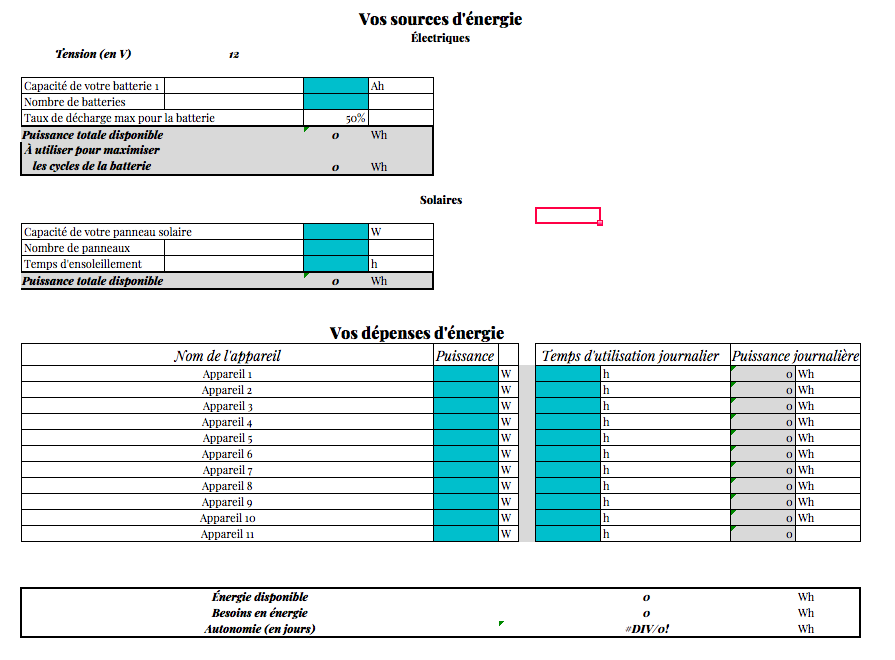 Vos sources d'énergie
Électriques
Tension (en V) 12
Capacité de votre batterie 1 Ah
Nombre de batteries
Taux de décharge max pour la batterie 50%
Puissance totale disponible 0 Wh
À utiliser pour maximiser
les cycles de la batterie 0 Wh
Solaires
Capacité de votre panneau solaire W
Nombre de panneaux
Temps d'ensoleillement h
Puissance totale disponible 0 Wh
Vos dépenses d'énergie
Nom de l'appareil Puissance Temps d'utilisation journalier Puissance journalière
Appareil 1 W h 0 Wh
Appareil 2 W h 0 Wh
Appareil 3 W h 0 Wh
Appareil 4 W h 0 Wh
Appareil 5 W h 0 Wh
Appareil 6 W h 0 Wh
Appareil 7 W h 0 Wh
Appareil 8 W h 0 Wh
Appareil 9 W h 0 Wh
Appareil 10 W h 0 Wh
Appareil 11 W h 0
Énergie disponible 0 Wh
Besoins en énergie 0 Wh
Autonomie (en jours) #DIV/0! Wh